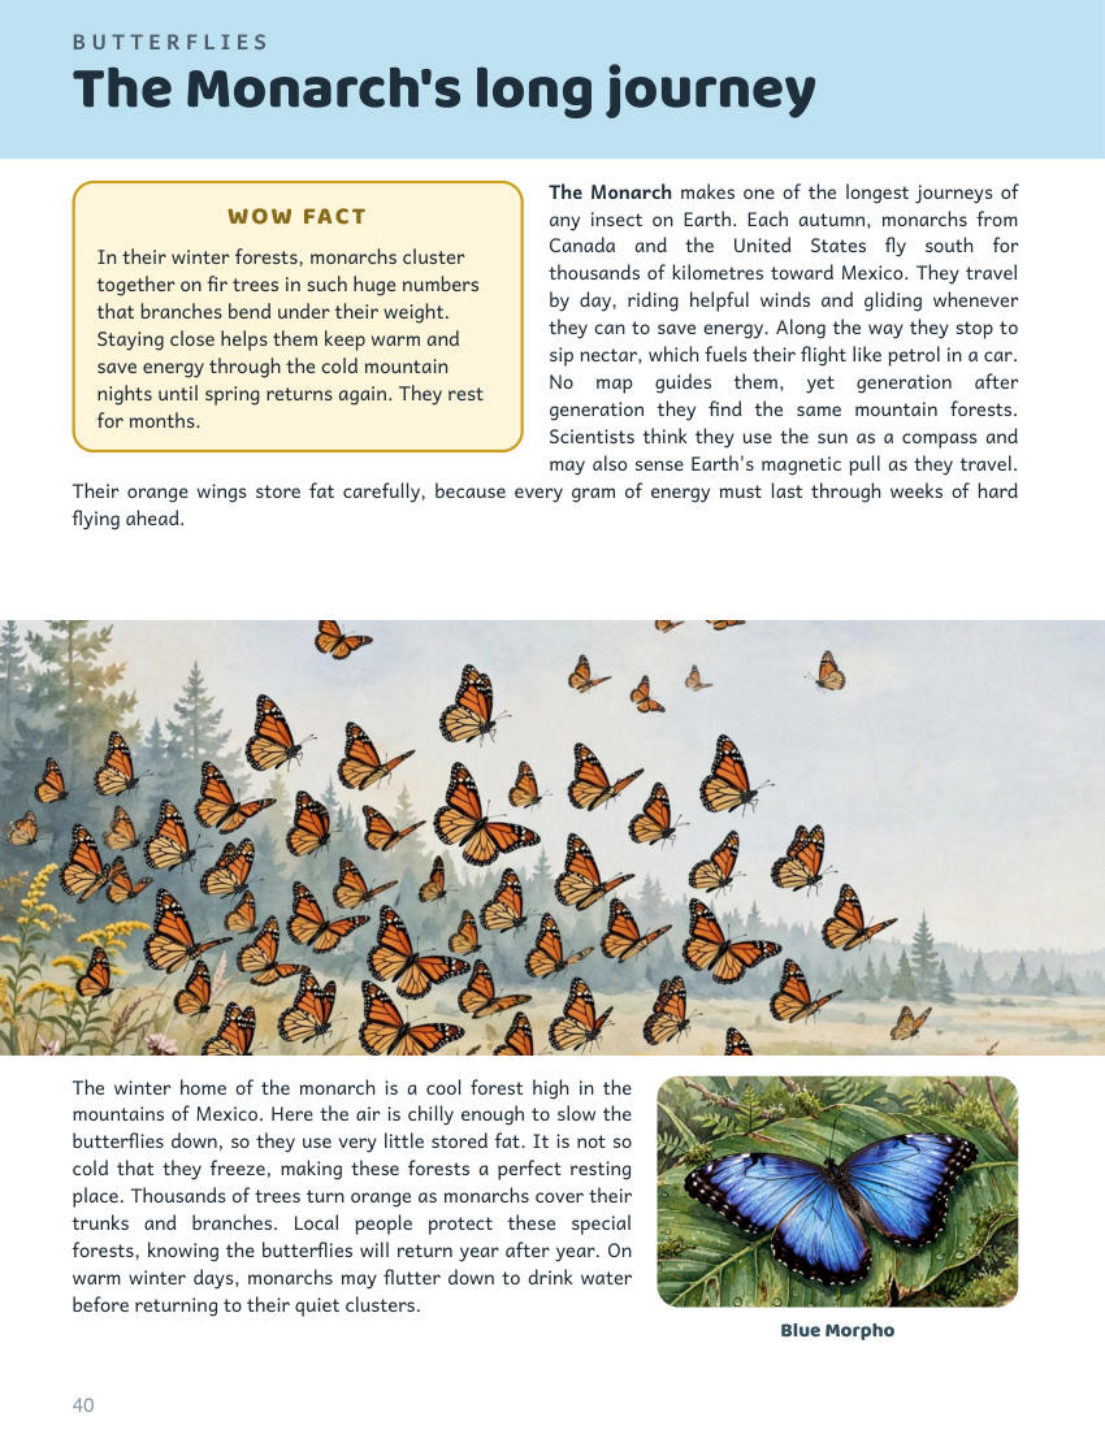 BUTTERFLIES
The Monarch's long journey
WOW FACT
In their winter forests, monarchs cluster
together on fir trees in such huge numbers
that branches bend under their weight.
Staying close helps them keep warm and
save energy through the cold mountain
nights until spring returns again. They rest
for months.
The Monarch makes one of the longest journeys of
any insect on Earth. Each autumn, monarchs from
Canada and the United States fly south for
thousands of kilometres toward Mexico. They travel
by day, riding helpful winds and gliding whenever
they can to save energy. Along the way they stop to
sip nectar, which fuels their flight like petrol in a car.
No map guides them, yet generation after
generation they find the same mountain forests.
Scientists think they use the sun as a compass and
may also sense Earth's magnetic pull as they travel.
Their orange wings store fat carefully, because every gram of energy must last through weeks of hard
flying ahead.
The winter home of the monarch is a cool forest high in the
mountains of Mexico. Here the air is chilly enough to slow the
butterflies down, so they use very little stored fat. It is not so
cold that they freeze, making these forests a perfect resting
place. Thousands of trees turn orange as monarchs cover their
trunks and branches. Local people protect these special
forests, knowing the butterflies will return year after year. On
warm winter days, monarchs may flutter down to drink water
before returning to their quiet clusters.
Blue Morpho
40